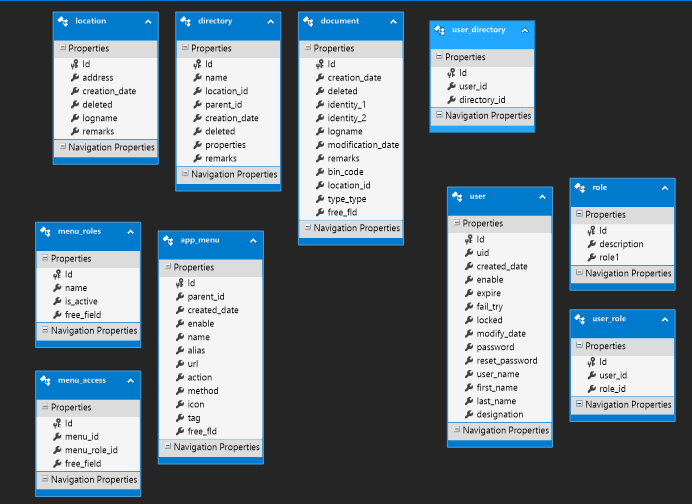 location
Properties
Id
address
creation_date
deleted
logname
remarks
Navigation Properties
directory
Properties
Id
name
location_id
parent_id
creation_date
deleted
properties
remarks
Navigation Properties
document
Properties
Id
creation_date
deleted
identity_1
identity_2
logname
modification_date
remarks
bin_code
location_id
type_type
free_fld
Navigation Properties
user_directory
Properties
Id
user_id
directory_id
Navigation Properties
menu_roles
Properties
Id
name
is_active
free_field
Navigation Properties
app_menu
Properties
Id
parent_id
created_date
enable
name
alias
url
action
method
icon
tag
free_fld
Navigation Properties
user
Properties
Id
uid
created_date
enable
expire
fail_try
locked
modify_date
password
reset_password
user_name
first_name
last_name
designation
Navigation Properties
role
Properties
Id
description
role1
Navigation Properties
menu_access
Properties
Id
menu_id
menu_role_id
free_field
Navigation Properties
user_role
Properties
Id
user_id
role_id
Navigation Properties